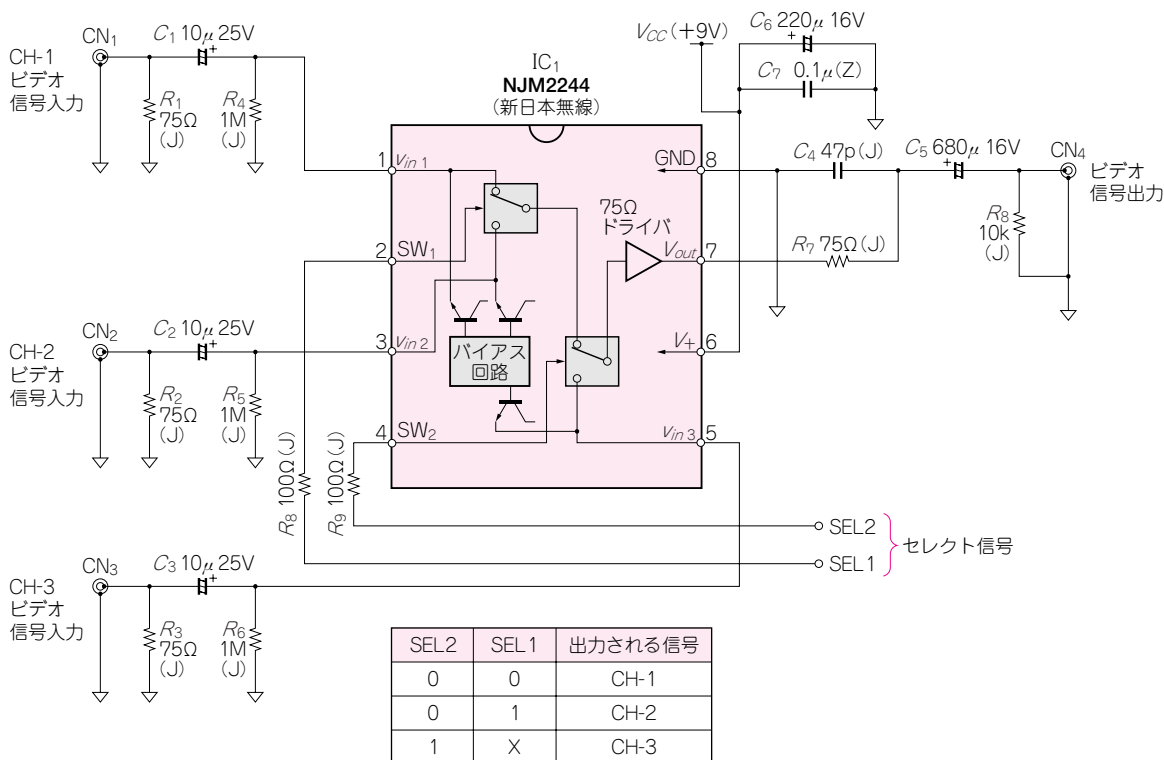 CH-1
ビデオ
信号入力
CN1
C1 10μ 25V
+
R1
75Ω
(J)
R4
1M
(J)
IC1
NJM2244
(新日本無線)
VCC(+9V)
C6 220μ 16V
+
C7 0.1μ(Z)
1
vin 1
GND
8
C4 47p(J)
C5 680μ 16V
+
CN4
ビデオ
信号出力
R8
10k
(J)
75Ω
ドライバ
2
SW1
Vout
7
R7 75Ω(J)
CH-2
ビデオ
信号入力
CN2
C2 10μ 25V
+
R2
75Ω
(J)
R5
1M
(J)
3
vin 2
バイアス
回路
V+
6
4
SW2
vin 3
5
R8 100Ω(J)
R9 100Ω(J)
SEL2
SEL1
セレクト信号
CH-3
ビデオ
信号入力
CN3
C3 10μ 25V
+
R3
75Ω
(J)
R6
1M
(J)
SEL2 SEL1 出力される信号
0 0 CH-1
0 1 CH-2
1 X CH-3